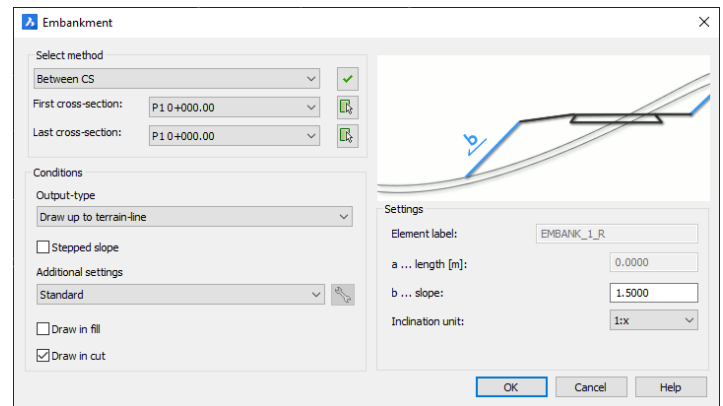 Embankment
Select method
Between CS
First cross-section:
P1 0+000.00
Last cross-section:
P1 0+000.00
Conditions
Output-type
Draw up to terrain-line
Stepped slope
Additional settings
Standard
Draw in fill
Draw in cut
b
Settings
Element label:
EMBANK_1_R
a ... length [m]:
0.0000
b ... slope:
1.5000
Inclination unit:
1:x
OK
Cancel
Help